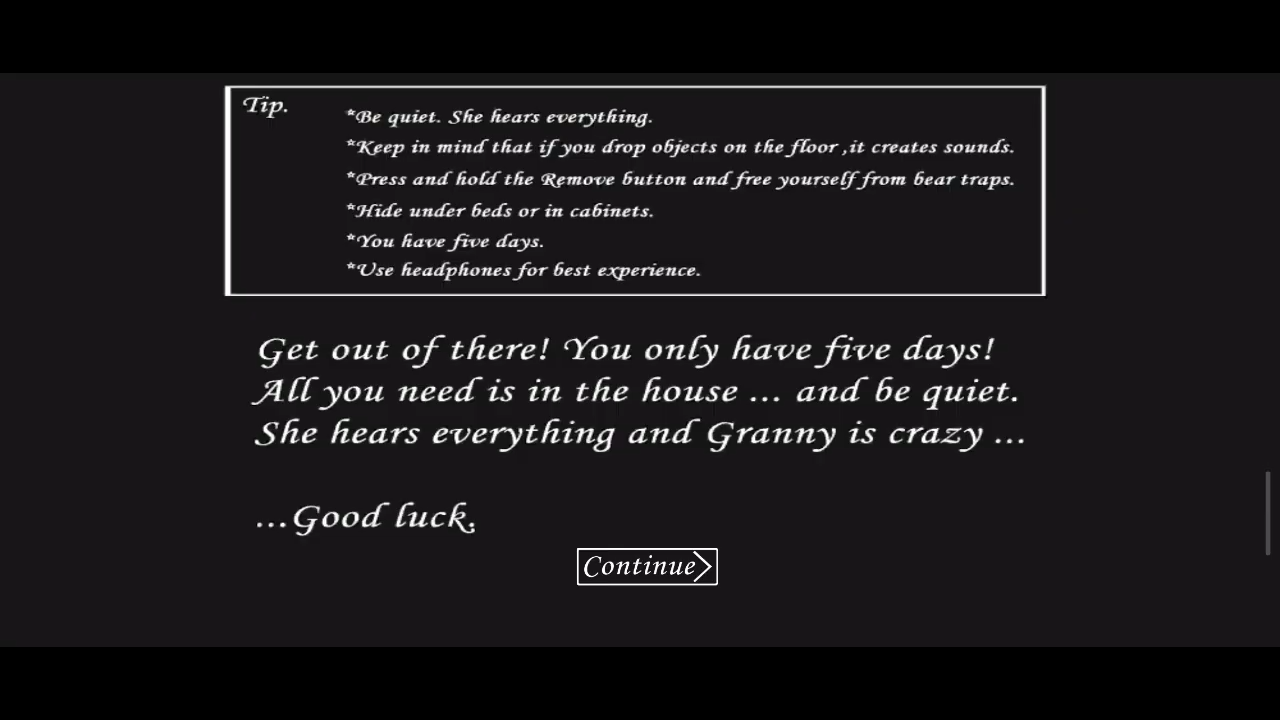 Tip.
*Be quiet. She hears everything.
*Keep in mind that if you drop objects on the floor ,it creates sounds.
*Press and hold the Remove button and free yourself from bear traps.
*Hide under beds or in cabinets.
*You have five days.
*Use headphones for best experience.
Get out of there! You only have five days!
All you need is in the house ... and be quiet.
She hears everything and Granny is crazy ...
...Good luck.
Continue>